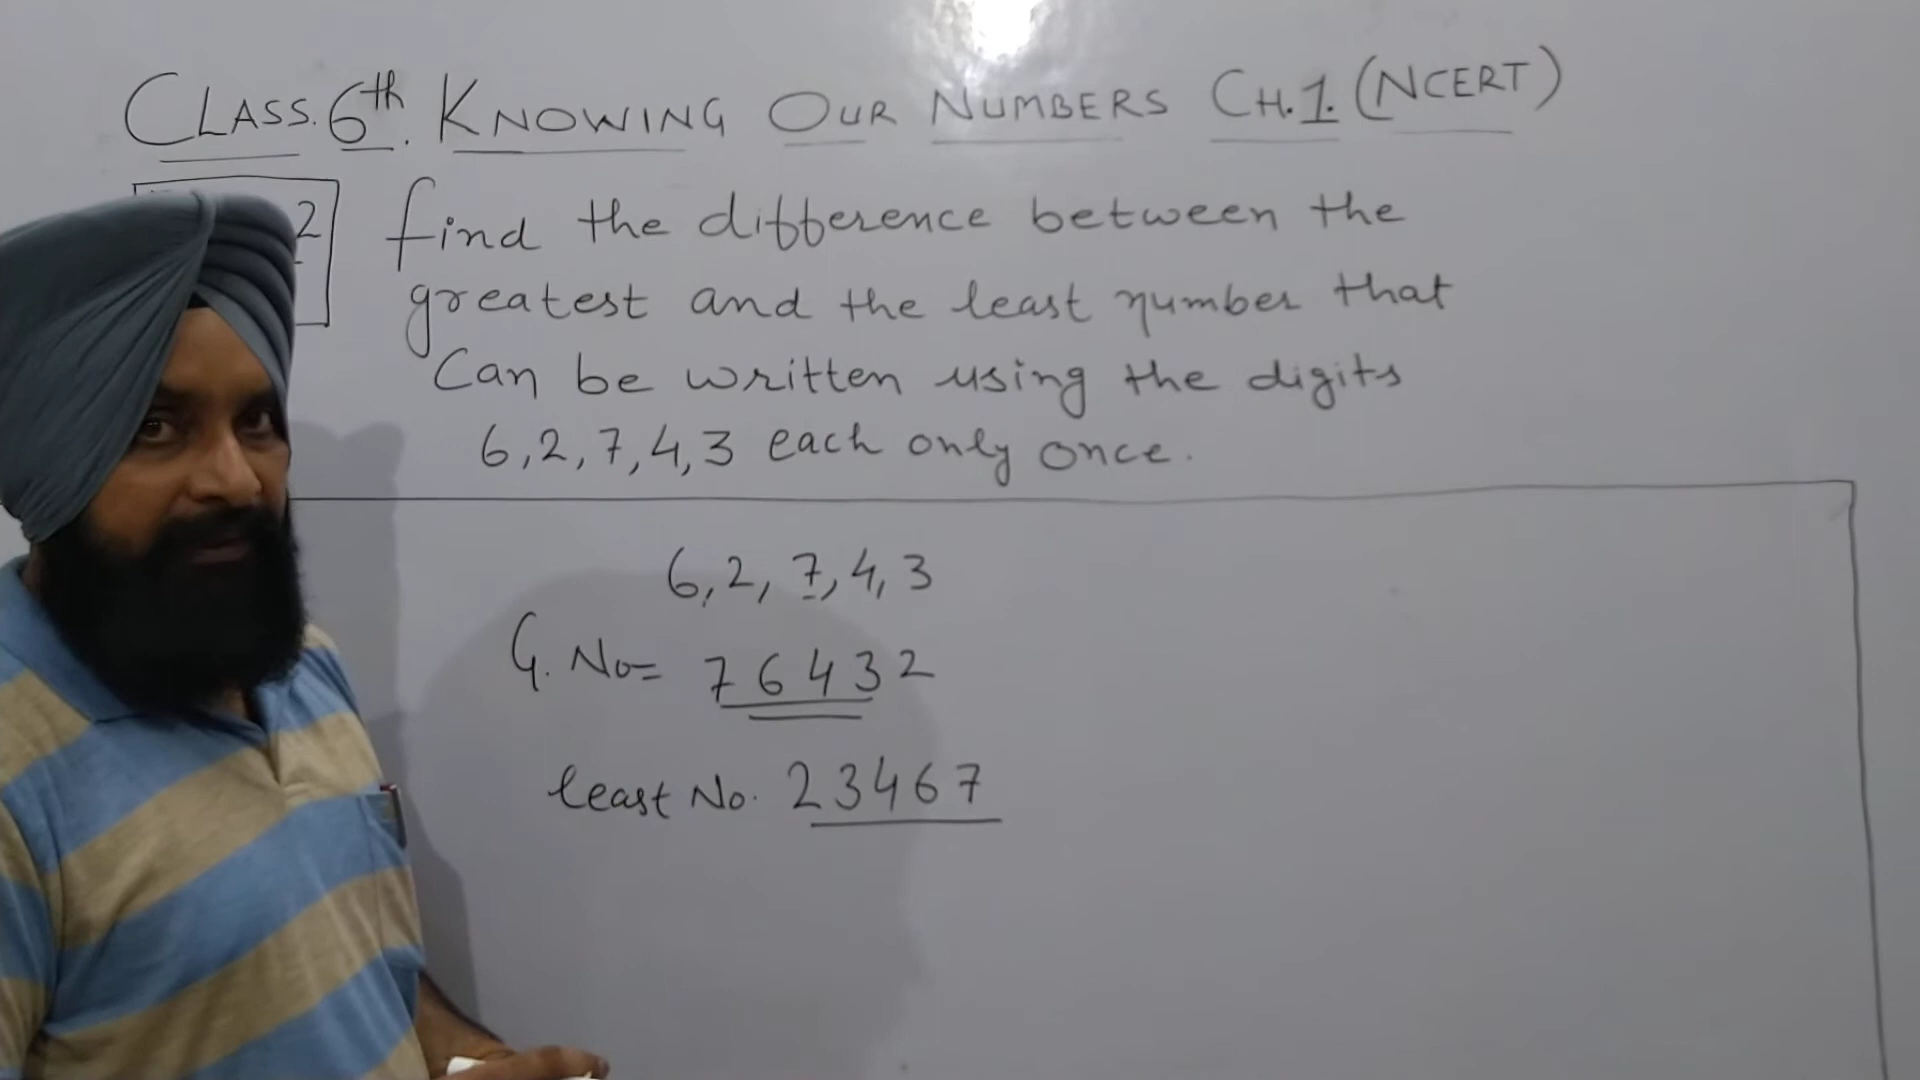 CLASS. 6th. KNOWING OUR NUMBERS CH.1. (NCERT)
2 find the difference between the
greatest and the least number that
Can be written using the digits
6,2,7,4,3 each only once.
6,2,7,4,3
G. No= 76432
least No. 23467